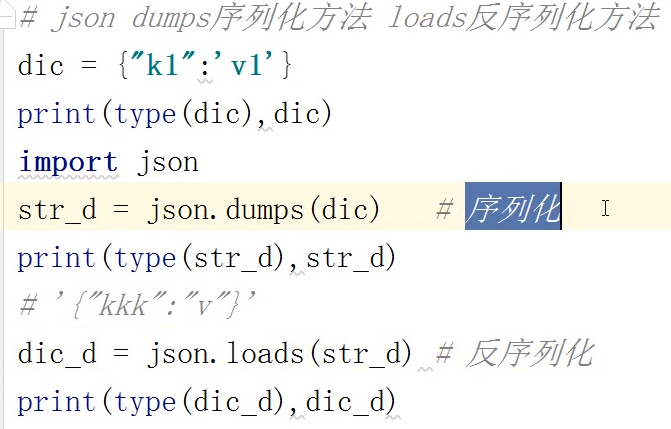 # json dumps序列化方法 loads反序列化方法
dic = {"k1":'v1'}
print(type(dic),dic)
import json
str_d = json.dumps(dic)   # 序列化
print(type(str_d),str_d)
# '{"kkk":"v"}'
dic_d = json.loads(str_d) # 反序列化
print(type(dic_d),dic_d)